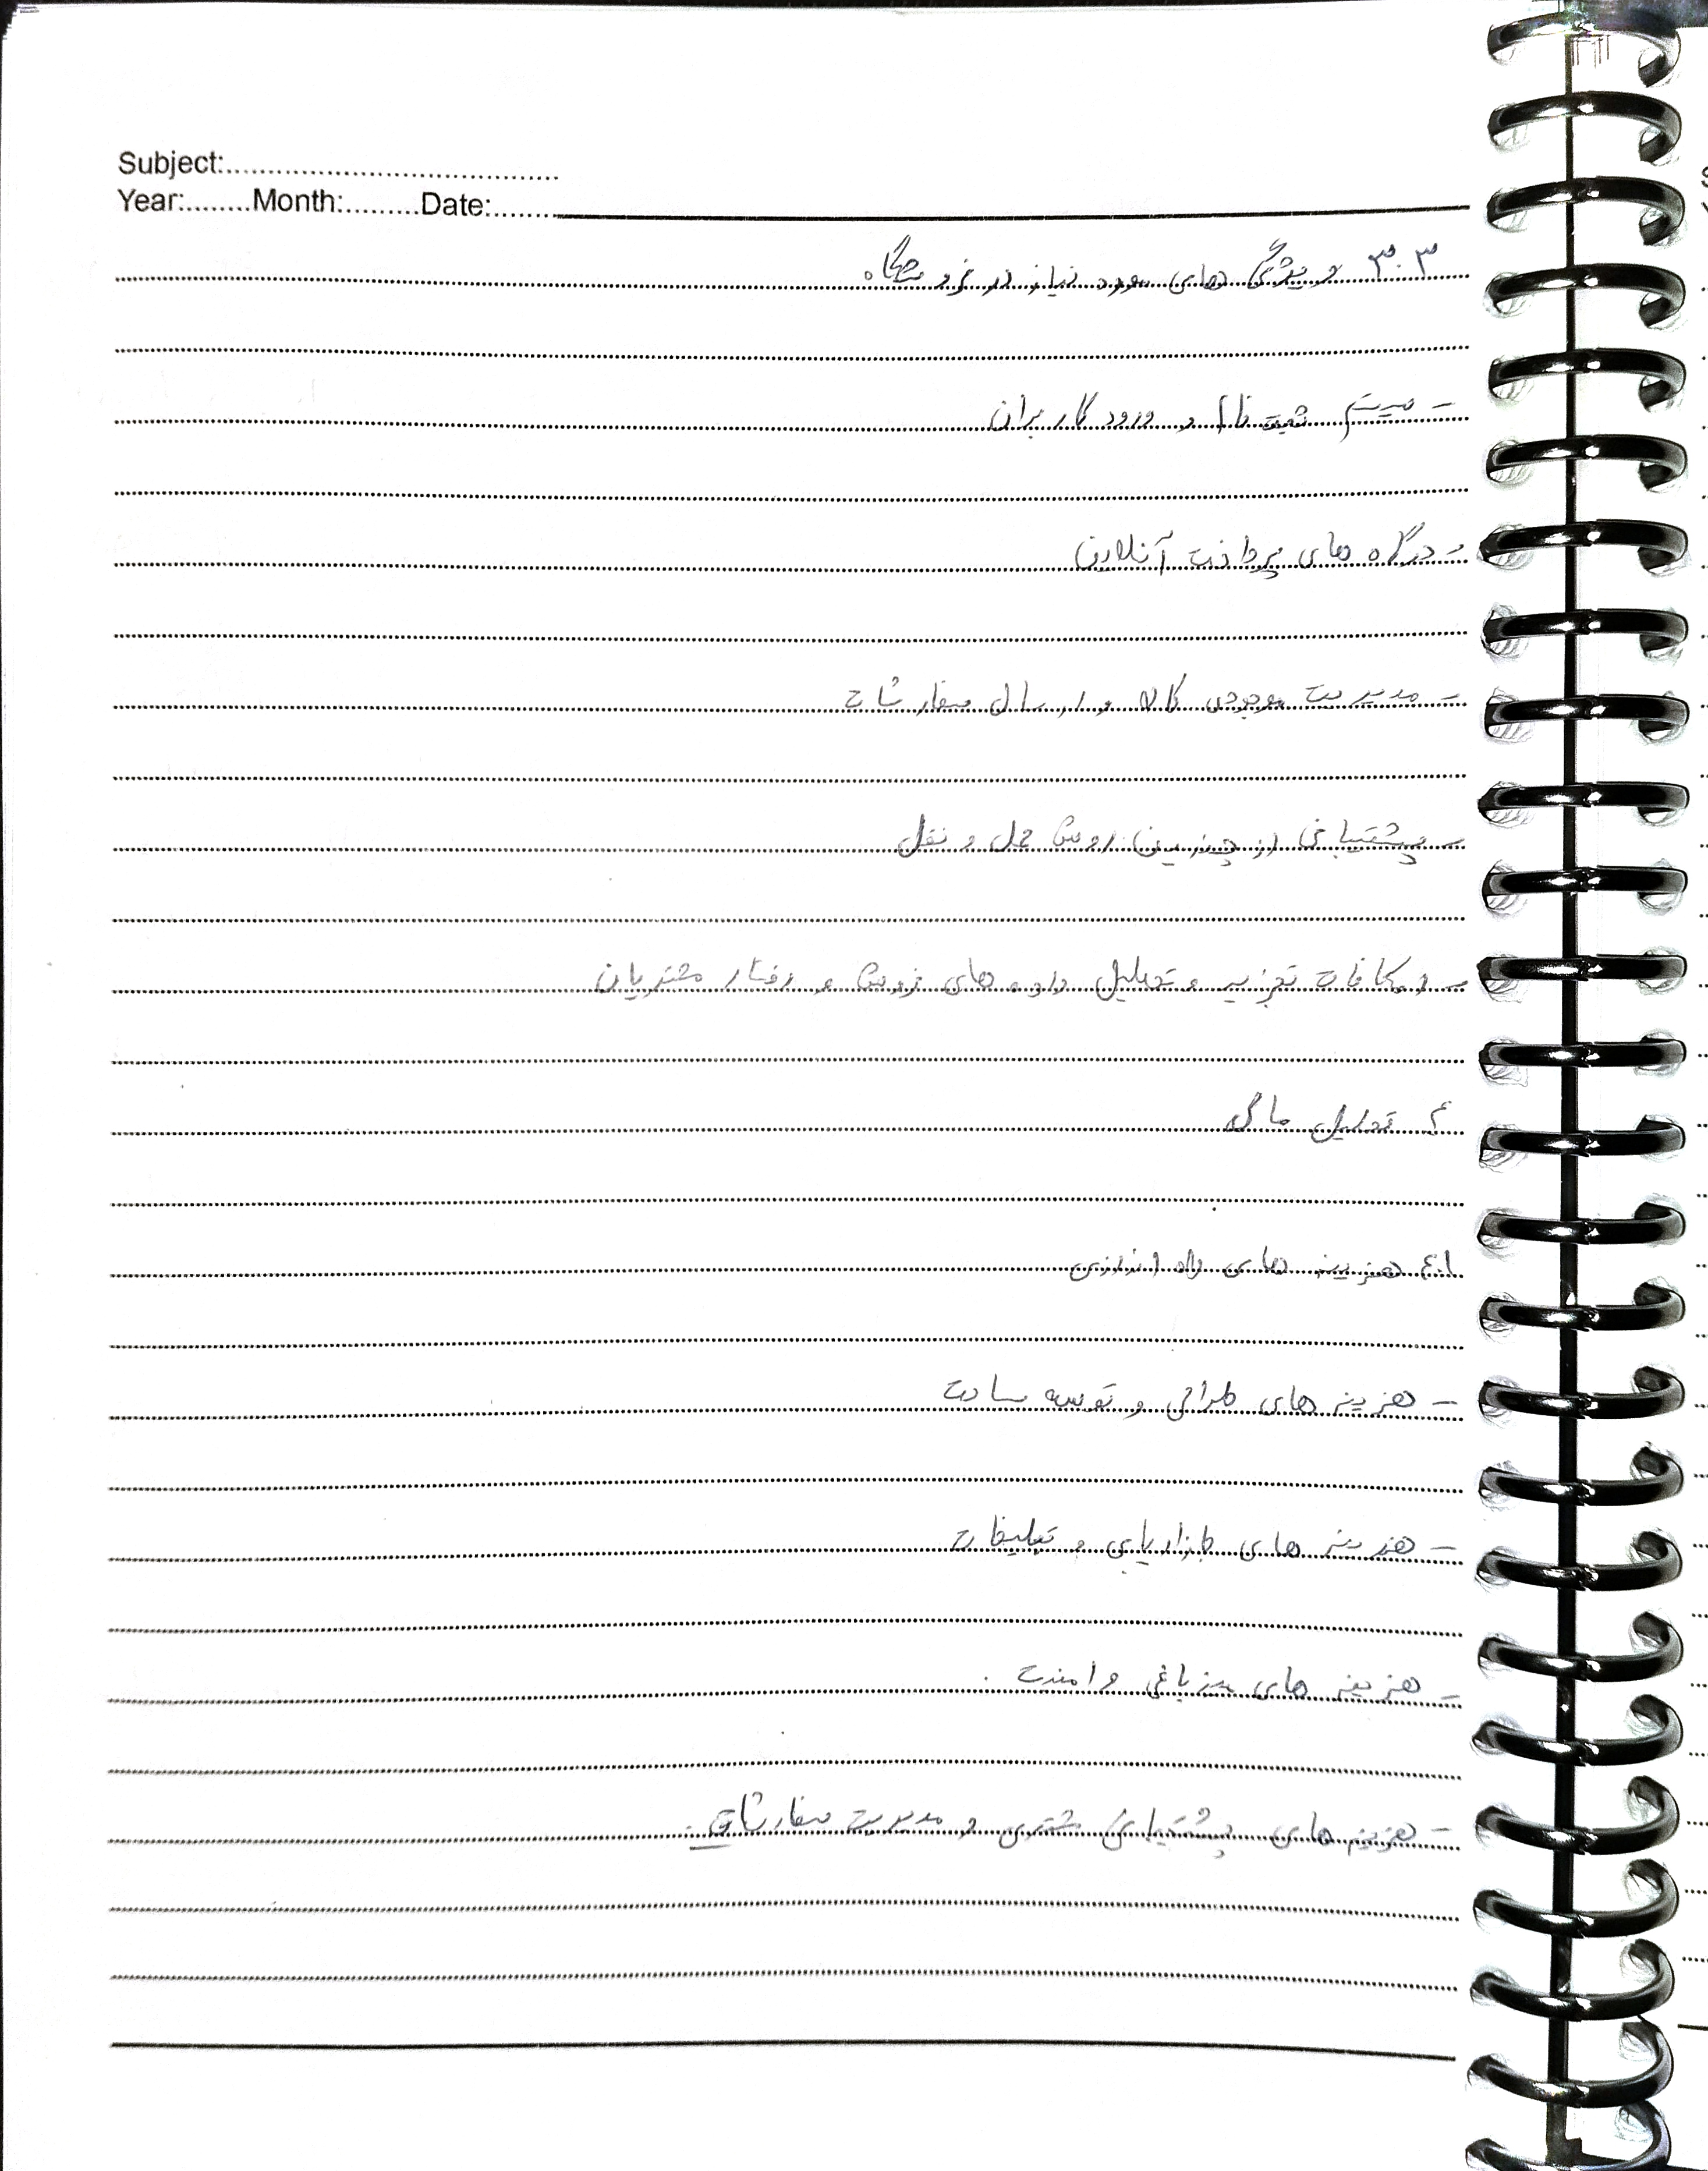 Subject:......................................
Year:........Month:.........Date:........
۳.۳ ویژگی های مورد نیاز در فروشگاه
- سیستم ثبت نام و ورود کاربران
- درگاه های پرداخت آنلاین
- مدیریت موجودی کالا و ارسال سفارشات
- پشتیبانی از چندین روش حمل و نقل
- امکانات تجزیه و تحلیل داده های فروش و رفتار مشتریان
۴. تحلیل مالی
۴.۱ هزینه های راه اندازی
- هزینه های طراحی و توسعه سایت
- هزینه های بازاریابی و تبلیغات
- هزینه های میزبانی و امنیت .
- هزینه های پشتیبانی مشتری و مدیریت سفارشات .